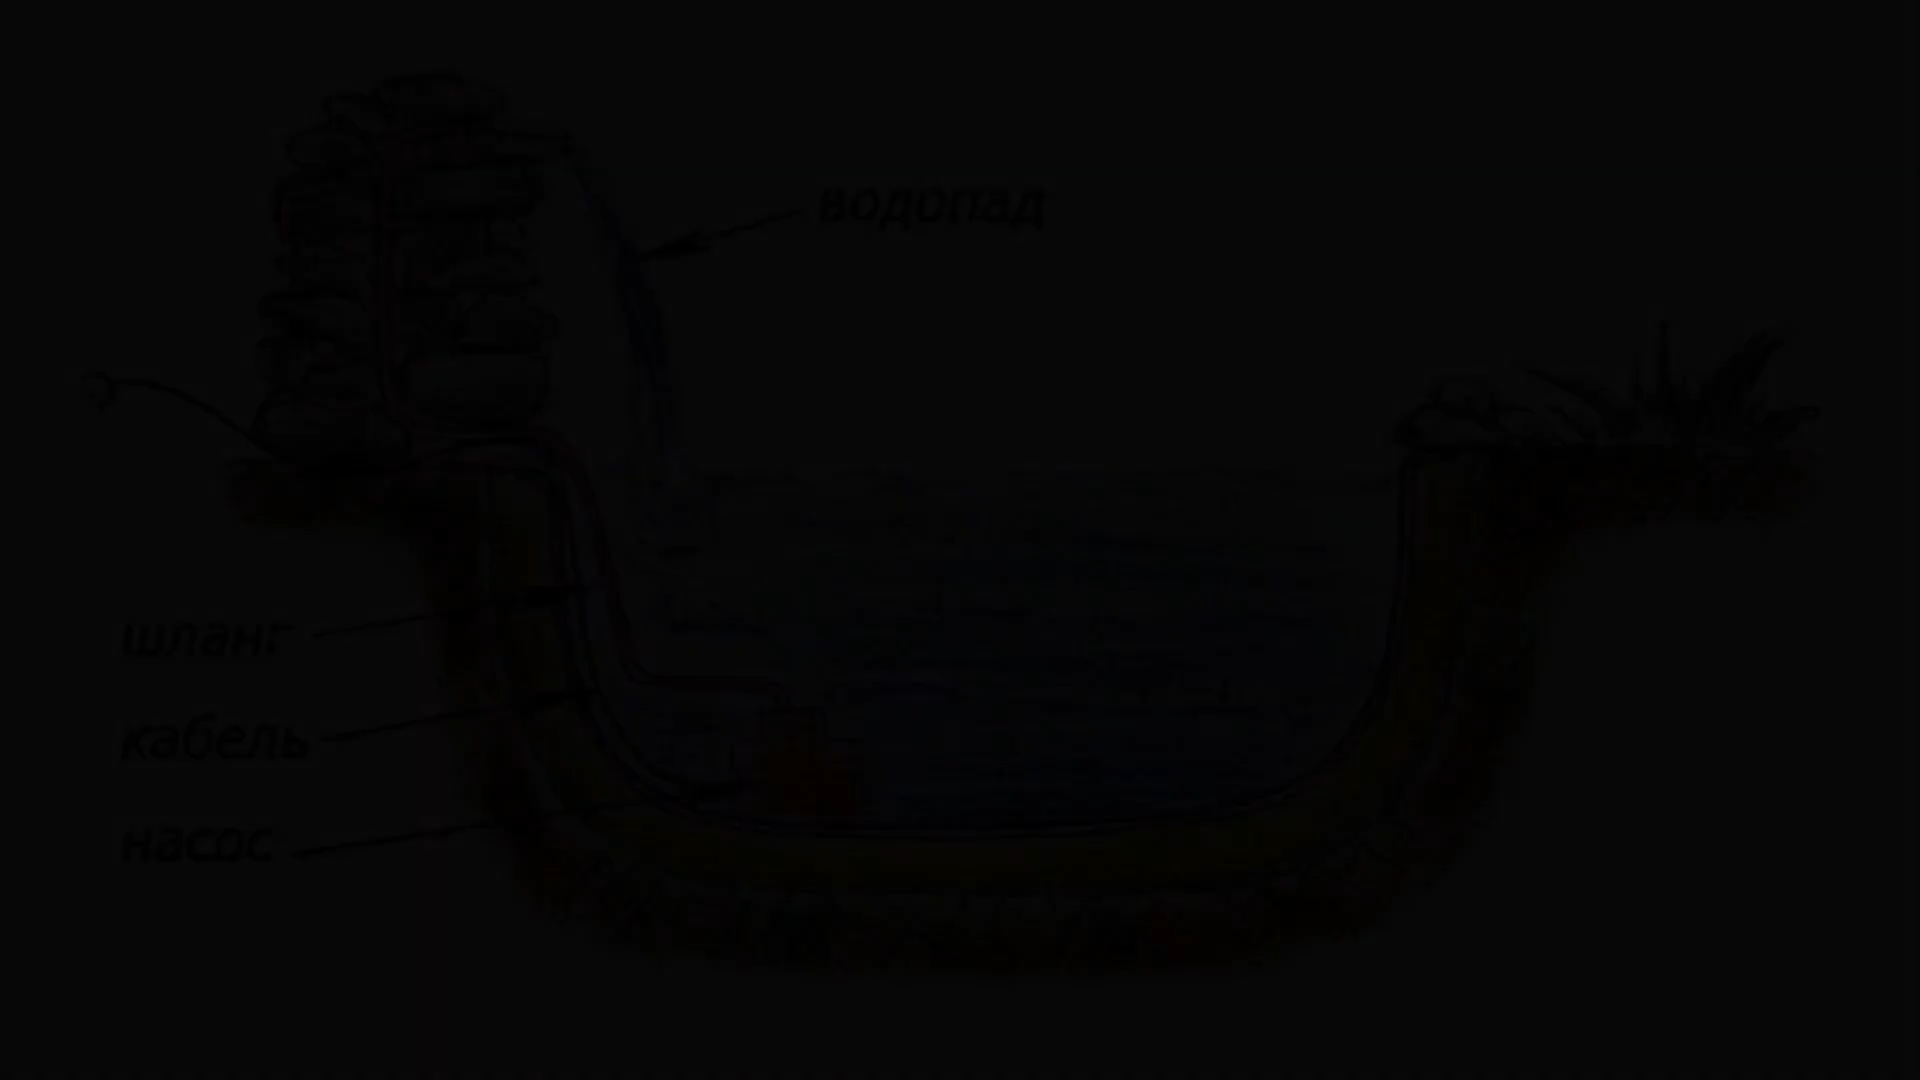 водопад
шланг
кабель
насос